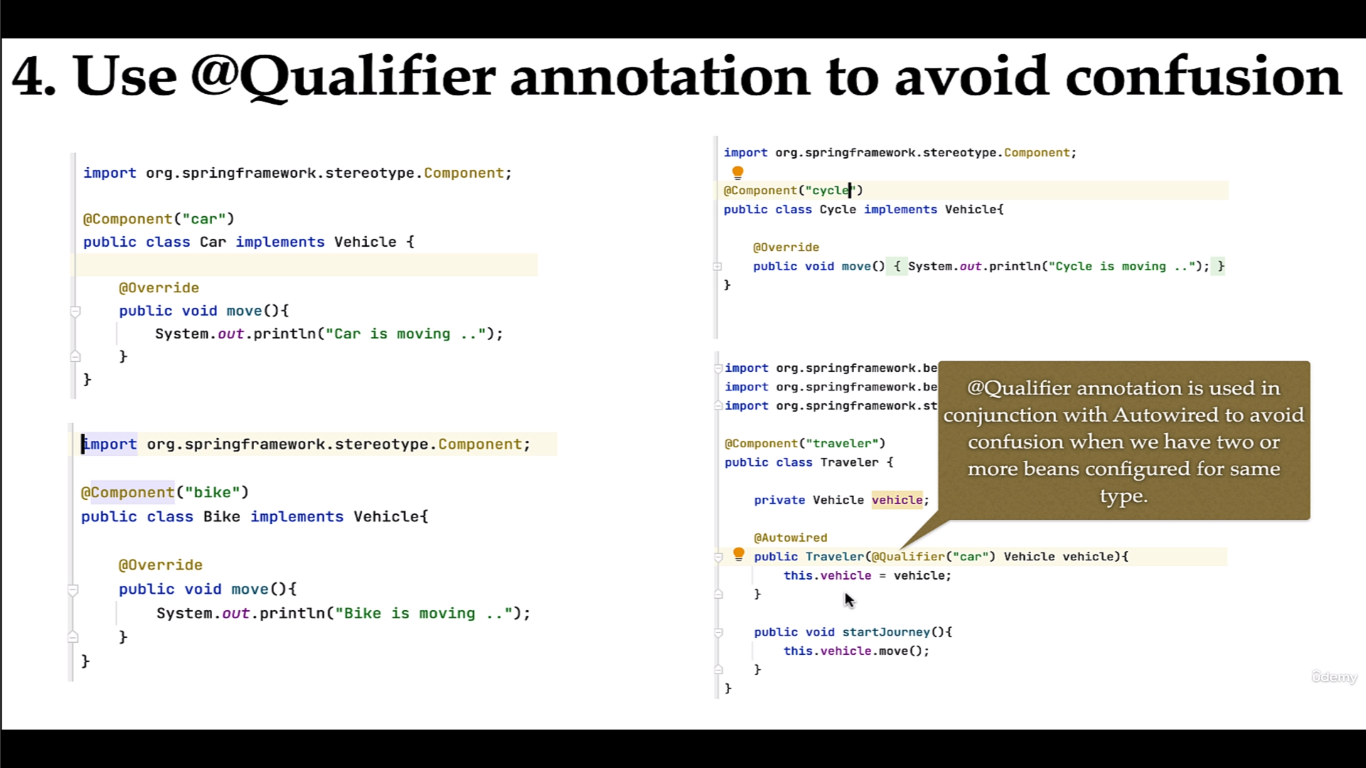 4. Use @Qualifier annotation to avoid confusion
import org.springframework.stereotype.Component;
@Component("car")
public class Car implements Vehicle {
@Override
public void move(){
System.out.println("Car is moving ..");
}
}
import org.springframework.stereotype.Component;
@Component("bike")
public class Bike implements Vehicle{
@Override
public void move(){
System.out.println("Bike is moving ..");
}
}
import org.springframework.stereotype.Component;
@Component("cycle")
public class Cycle implements Vehicle{
@Override
public void move() { System.out.println("Cycle is moving .."); }
}
import org.springframework.be
import org.springframework.be
import org.springframework.st
@Component("traveler")
public class Traveler {
private Vehicle vehicle;
@Autowired
public Traveler(@Qualifier("car") Vehicle vehicle){
this.vehicle = vehicle;
}
public void startJourney(){
this.vehicle.move();
}
}
@Qualifier annotation is used in
conjunction with Autowired to avoid
confusion when we have two or
more beans configured for same
type.
ûdemy